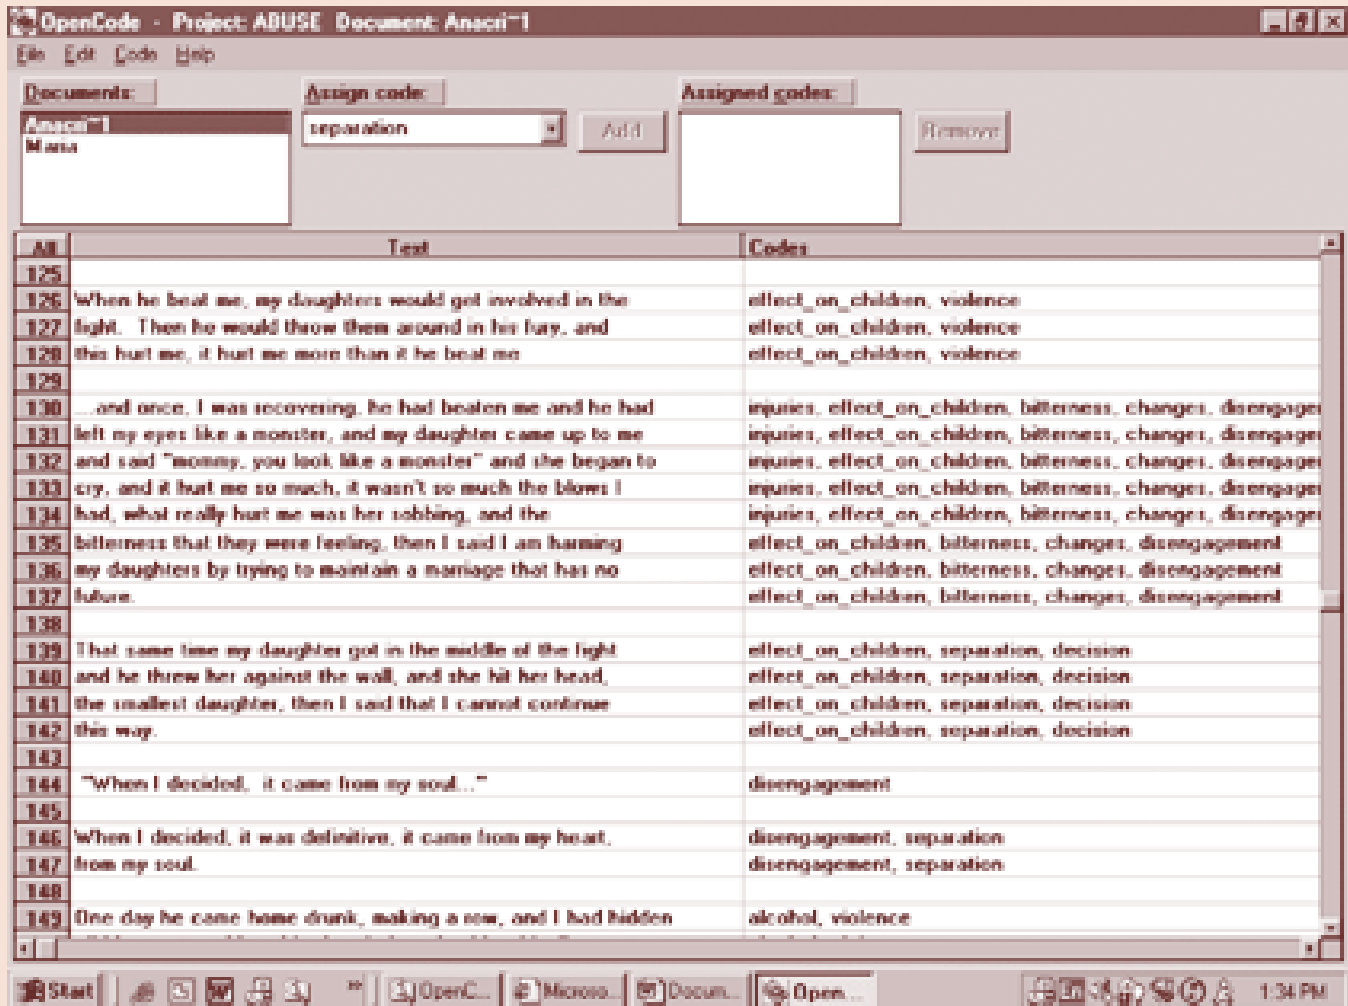 OpenCode - Project: ABUSE Document: Anacri~1
File Edit Code Help
Documents: Assign code: Assigned codes:
Anacri~1 separation Add Remove
Maria
All Text Codes
125
126 When he beat me, my daughters would get involved in the effect_on_children, violence
127 fight. Then he would throw them around in his fury, and effect_on_children, violence
128 this hurt me, it hurt me more than it he beat me effect_on_children, violence
129
130 ...and once, I was recovering, he had beaten me and he had injuries, effect_on_children, bitterness, changes, disengager
131 left my eyes like a monster, and my daughter came up to me injuries, effect_on_children, bitterness, changes, disengager
132 and said "mommy, you look like a monster" and she began to injuries, effect_on_children, bitterness, changes, disengager
133 cry, and it hurt me so much, it wasn't so much the blows I injuries, effect_on_children, bitterness, changes, disengager
134 had, what really hurt me was her sobbing, and the injuries, effect_on_children, bitterness, changes, disengager
135 bitterness that they were feeling, then I said I am harming effect_on_children, bitterness, changes, disengagement
136 my daughters by trying to maintain a marriage that has no effect_on_children, bitterness, changes, disengagement
137 future. effect_on_children, bitterness, changes, disengagement
138
139 That same time my daughter got in the middle of the fight effect_on_children, separation, decision
140 and he threw her against the wall, and she hit her head, effect_on_children, separation, decision
141 the smallest daughter, then I said that I cannot continue effect_on_children, separation, decision
142 this way. effect_on_children, separation, decision
143
144 "When I decided, it came from my soul..." disengagement
145
146 When I decided, it was definitive, it came from my heart, disengagement, separation
147 from my soul. disengagement, separation
148
149 One day he came home drunk, making a row, and I had hidden alcohol, violence
Start OpenC... Microso... Docum... Open... 1:34 PM